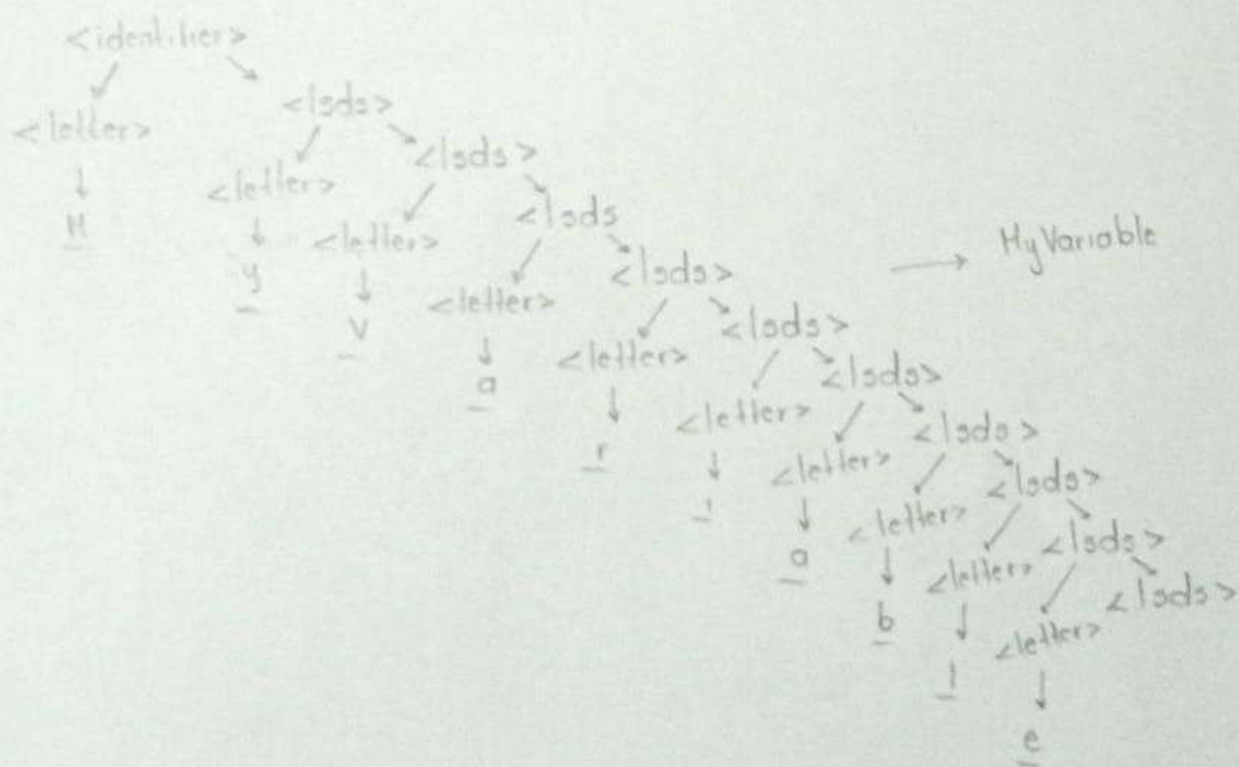 <identifier>
<letter> <lsds>
M <letter> <lsds>
y <letter> <lsds
V <letter> <lsds>
a <letter> <lsds>
r <letter> <lsds>
i <letter> <lsds>
a <letter> <lsds>
b <letter> <lsds>
l <letter> <lsds>
e
MyVariable